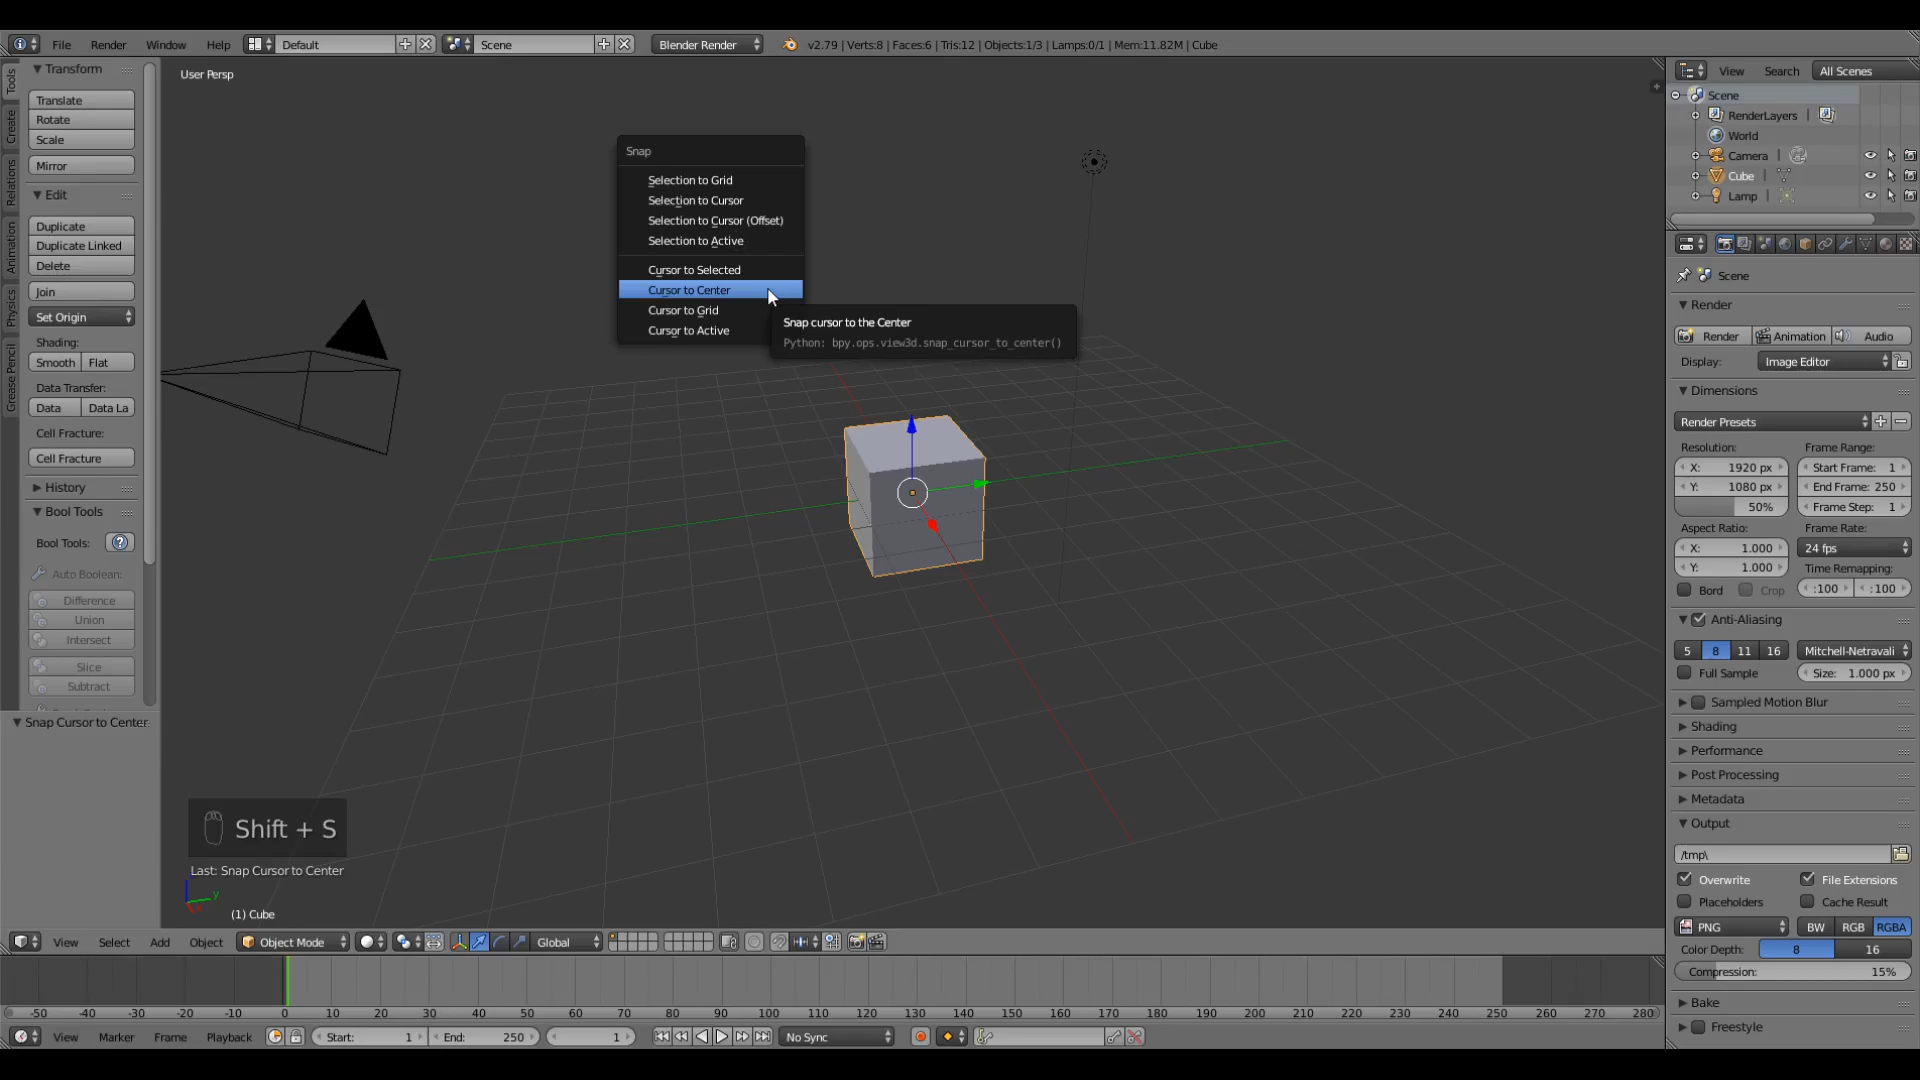 File Render Window Help Default Scene Blender Render v2.79 | Verts:8 | Faces:6 | Tris:12 | Objects:1/3 | Lamps:0/1 | Mem:11.82M | Cube
Tools
Create
Relations
Animation
Physics
Grease Pencil
Transform
Translate
Rotate
Scale
Mirror
Edit
Duplicate
Duplicate Linked
Delete
Join
Set Origin
Shading:
Smooth Flat
Data Transfer:
Data Data La
Cell Fracture:
Cell Fracture
History
Bool Tools
Bool Tools:
Auto Boolean:
Difference
Union
Intersect
Slice
Subtract
Snap Cursor to Center
User Persp
Snap
Selection to Grid
Selection to Cursor
Selection to Cursor (Offset)
Selection to Active
Cursor to Selected
Cursor to Center
Cursor to Grid
Cursor to Active
Snap cursor to the Center
Python: bpy.ops.view3d.snap_cursor_to_center()
Shift + S
Last: Snap Cursor to Center
y
(1) Cube
View Select Add Object Object Mode Global
-50 -40 -30 -20 -10 0 10 20 30 40 50 60 70 80 90 100 110 120 130 140 150 160 170 180 190 200 210 220 230 240 250 260 270 280
View Marker Frame Playback Start: 1 End: 250 1 No Sync
View Search All Scenes
Scene
RenderLayers |
World
Camera |
Cube |
Lamp |
Scene
Render
Render Animation Audio
Display: Image Editor
Dimensions
Render Presets
Resolution: Frame Range:
X: 1920 px Start Frame: 1
Y: 1080 px End Frame: 250
50% Frame Step: 1
Aspect Ratio: Frame Rate:
X: 1.000 24 fps
Y: 1.000 Time Remapping:
Bord Crop :100 :100
Anti-Aliasing
5 8 11 16 Mitchell-Netravali
Full Sample Size: 1.000 px
Sampled Motion Blur
Shading
Performance
Post Processing
Metadata
Output
/tmp\
Overwrite File Extensions
Placeholders Cache Result
PNG BW RGB RGBA
Color Depth: 8 16
Compression: 15%
Bake
Freestyle